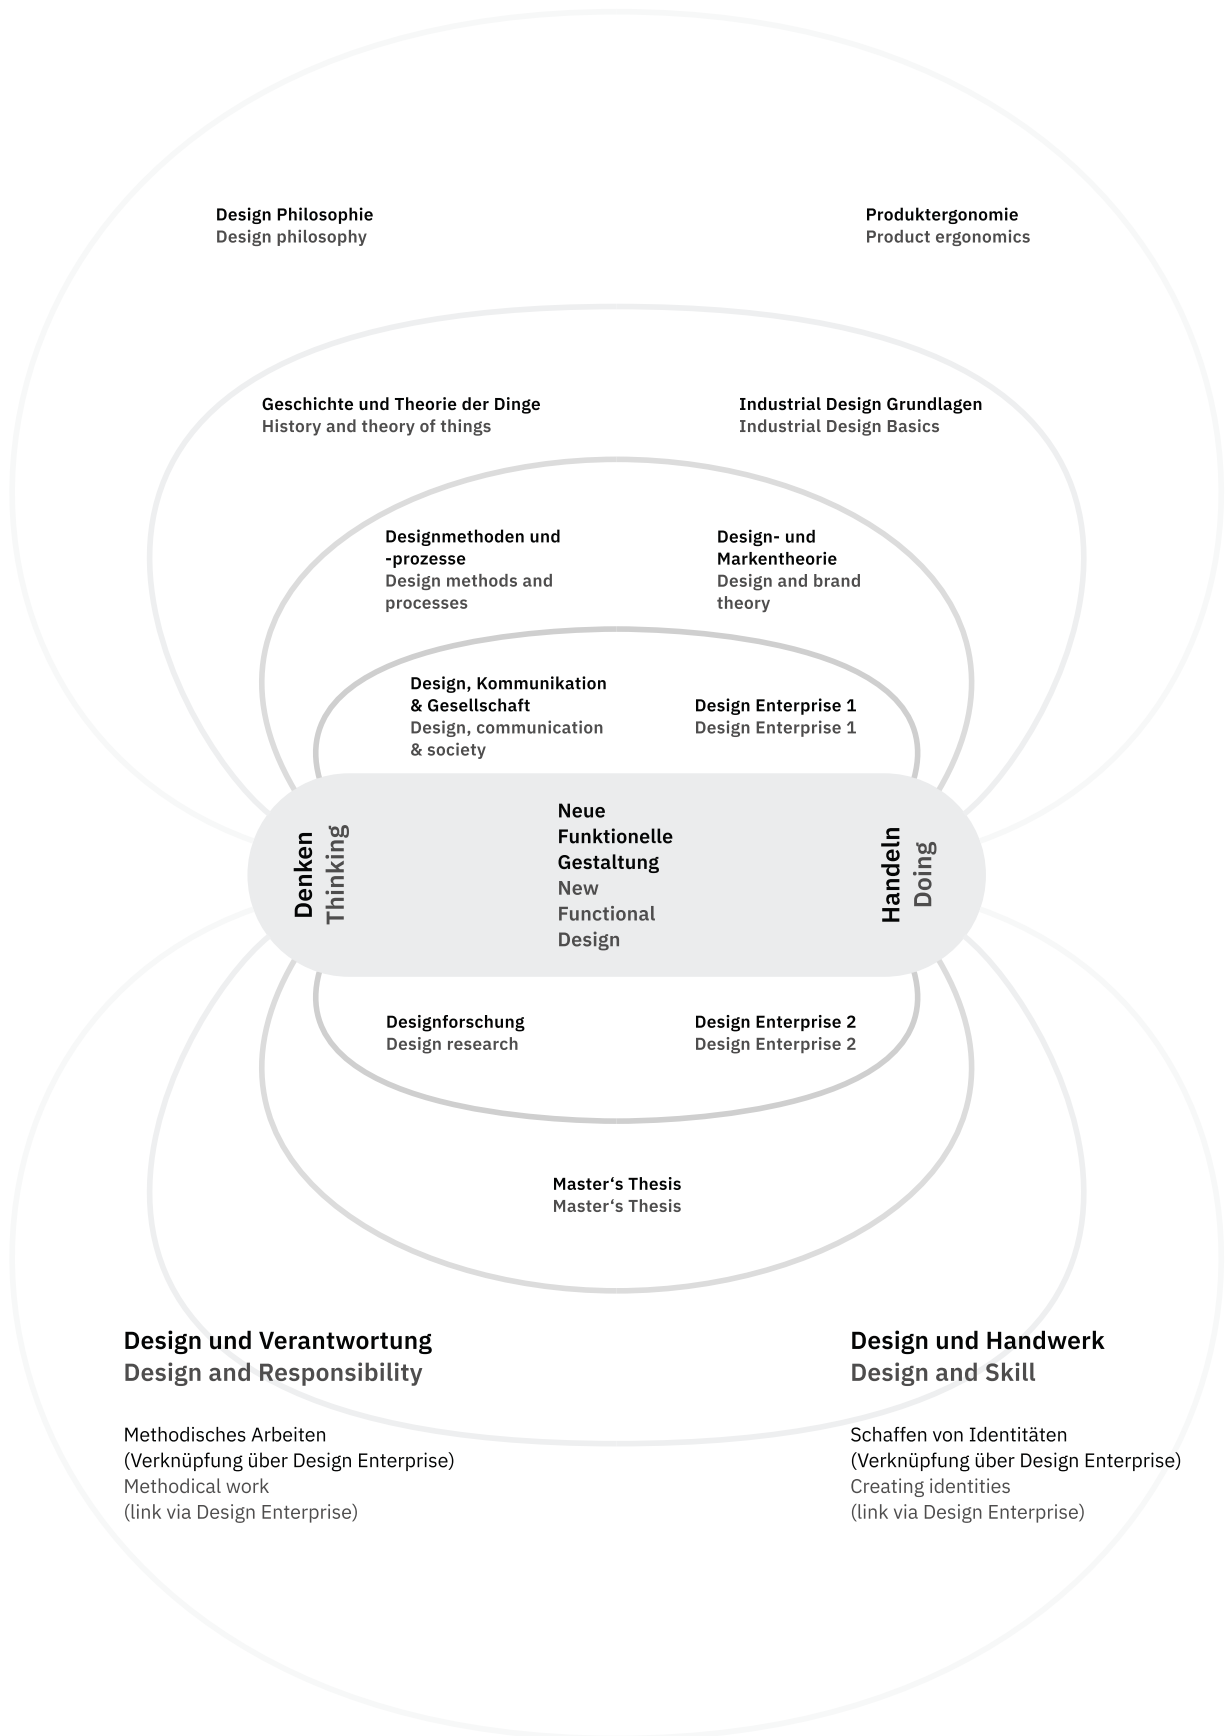 Design Philosophie
Design philosophy
Produktergonomie
Product ergonomics
Geschichte und Theorie der Dinge
History and theory of things
Industrial Design Grundlagen
Industrial Design Basics
Designmethoden und
-prozesse
Design methods and
processes
Design- und
Markentheorie
Design and brand
theory
Design, Kommunikation
& Gesellschaft
Design, communication
& society
Design Enterprise 1
Design Enterprise 1
Denken
Thinking
Neue
Funktionelle
Gestaltung
New
Functional
Design
Handeln
Doing
Designforschung
Design research
Design Enterprise 2
Design Enterprise 2
Master‘s Thesis
Master‘s Thesis
Design und Verantwortung
Design and Responsibility
Methodisches Arbeiten
(Verknüpfung über Design Enterprise)
Methodical work
(link via Design Enterprise)
Design und Handwerk
Design and Skill
Schaffen von Identitäten
(Verknüpfung über Design Enterprise)
Creating identities
(link via Design Enterprise)